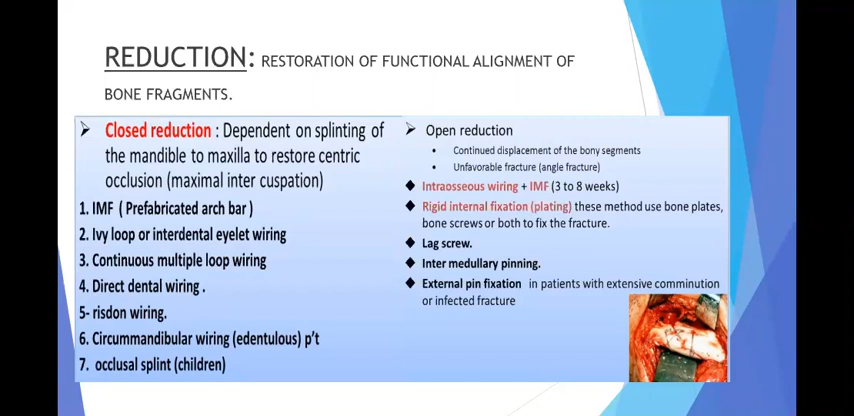 REDUCTION: RESTORATION OF FUNCTIONAL ALIGNMENT OF
BONE FRAGMENTS.
➢ Closed reduction : Dependent on splinting of
the mandible to maxilla to restore centric
occlusion (maximal inter cuspation)
1. IMF ( Prefabricated arch bar )
2. Ivy loop or interdental eyelet wiring
3. Continuous multiple loop wiring
4. Direct dental wiring .
5- risdon wiring.
6. Circummandibular wiring (edentulous) p't
7. occlusal splint (children)
➢ Open reduction
• Continued displacement of the bony segments
• Unfavorable fracture (angle fracture)
◆ Intraosseous wiring + IMF (3 to 8 weeks)
◆ Rigid internal fixation (plating) these method use bone plates,
bone screws or both to fix the fracture.
◆ Lag screw.
◆ Inter medullary pinning.
◆ External pin fixation in patients with extensive comminution
or infected fracture